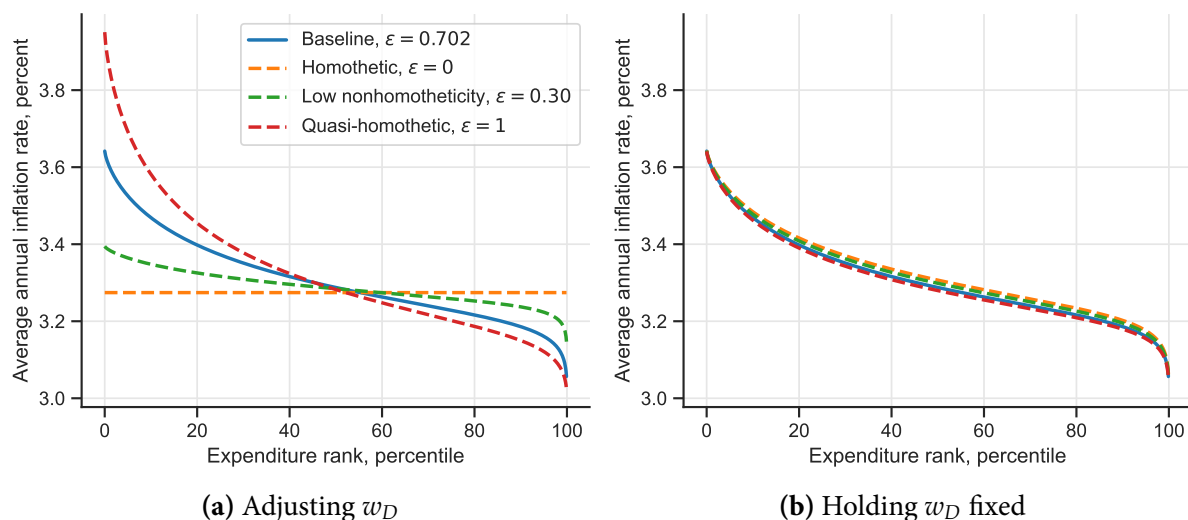 Average annual inflation rate, percent
3.8
3.6
3.4
3.2
3.0
Baseline, ε = 0.702
Homothetic, ε = 0
Low nonhomotheticity, ε = 0.30
Quasi-homothetic, ε = 1
0 20 40 60 80 100
Expenditure rank, percentile
(a) Adjusting w_D
Average annual inflation rate, percent
3.8
3.6
3.4
3.2
3.0
0 20 40 60 80 100
Expenditure rank, percentile
(b) Holding w_D fixed